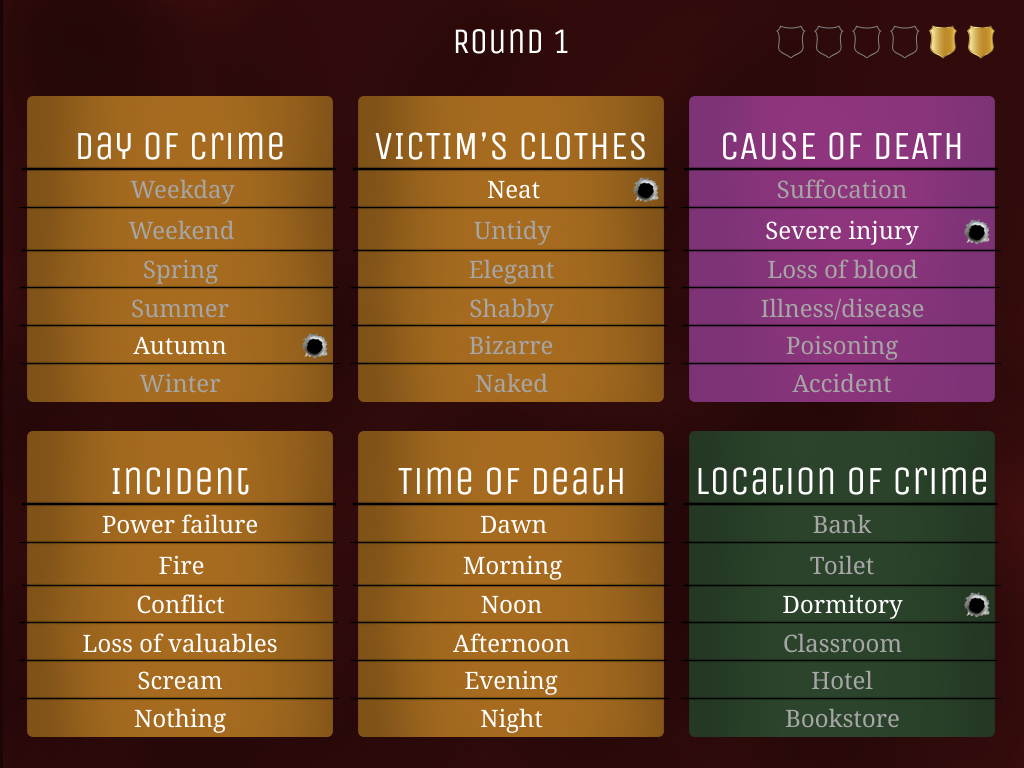 ROUND 1
DAY OF CRIME
Weekday
Weekend
Spring
Summer
Autumn
Winter
VICTIM'S CLOTHES
Neat
Untidy
Elegant
Shabby
Bizarre
Naked
CAUSE OF DEATH
Suffocation
Severe injury
Loss of blood
Illness/disease
Poisoning
Accident
INCIDENT
Power failure
Fire
Conflict
Loss of valuables
Scream
Nothing
TIME OF DEATH
Dawn
Morning
Noon
Afternoon
Evening
Night
LOCATION OF CRIME
Bank
Toilet
Dormitory
Classroom
Hotel
Bookstore